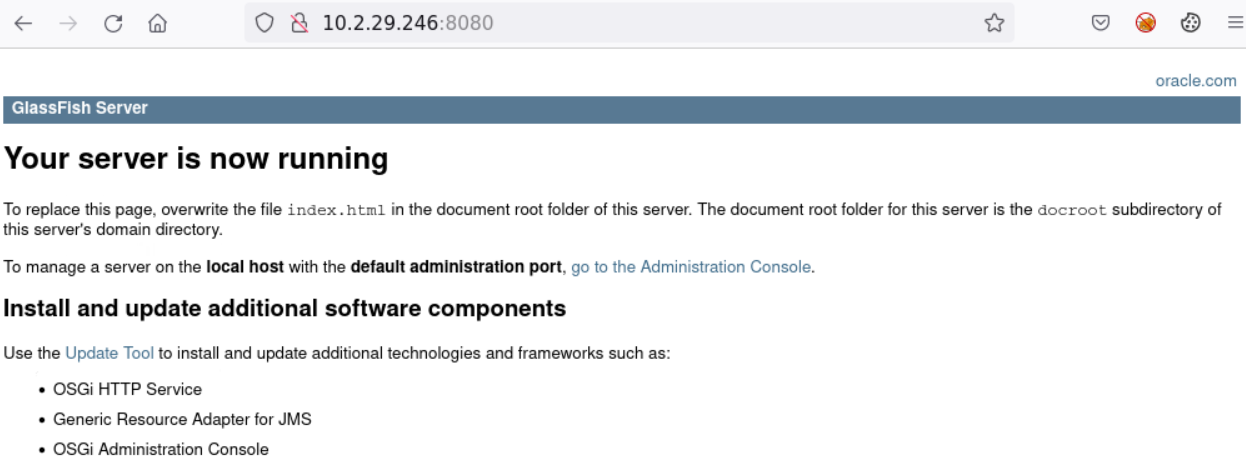 10.2.29.246:8080
oracle.com
GlassFish Server
Your server is now running
To replace this page, overwrite the file index.html in the document root folder of this server. The document root folder for this server is the docroot subdirectory of
this server's domain directory.
To manage a server on the local host with the default administration port, go to the Administration Console.
Install and update additional software components
Use the Update Tool to install and update additional technologies and frameworks such as:
• OSGi HTTP Service
• Generic Resource Adapter for JMS
• OSGi Administration Console